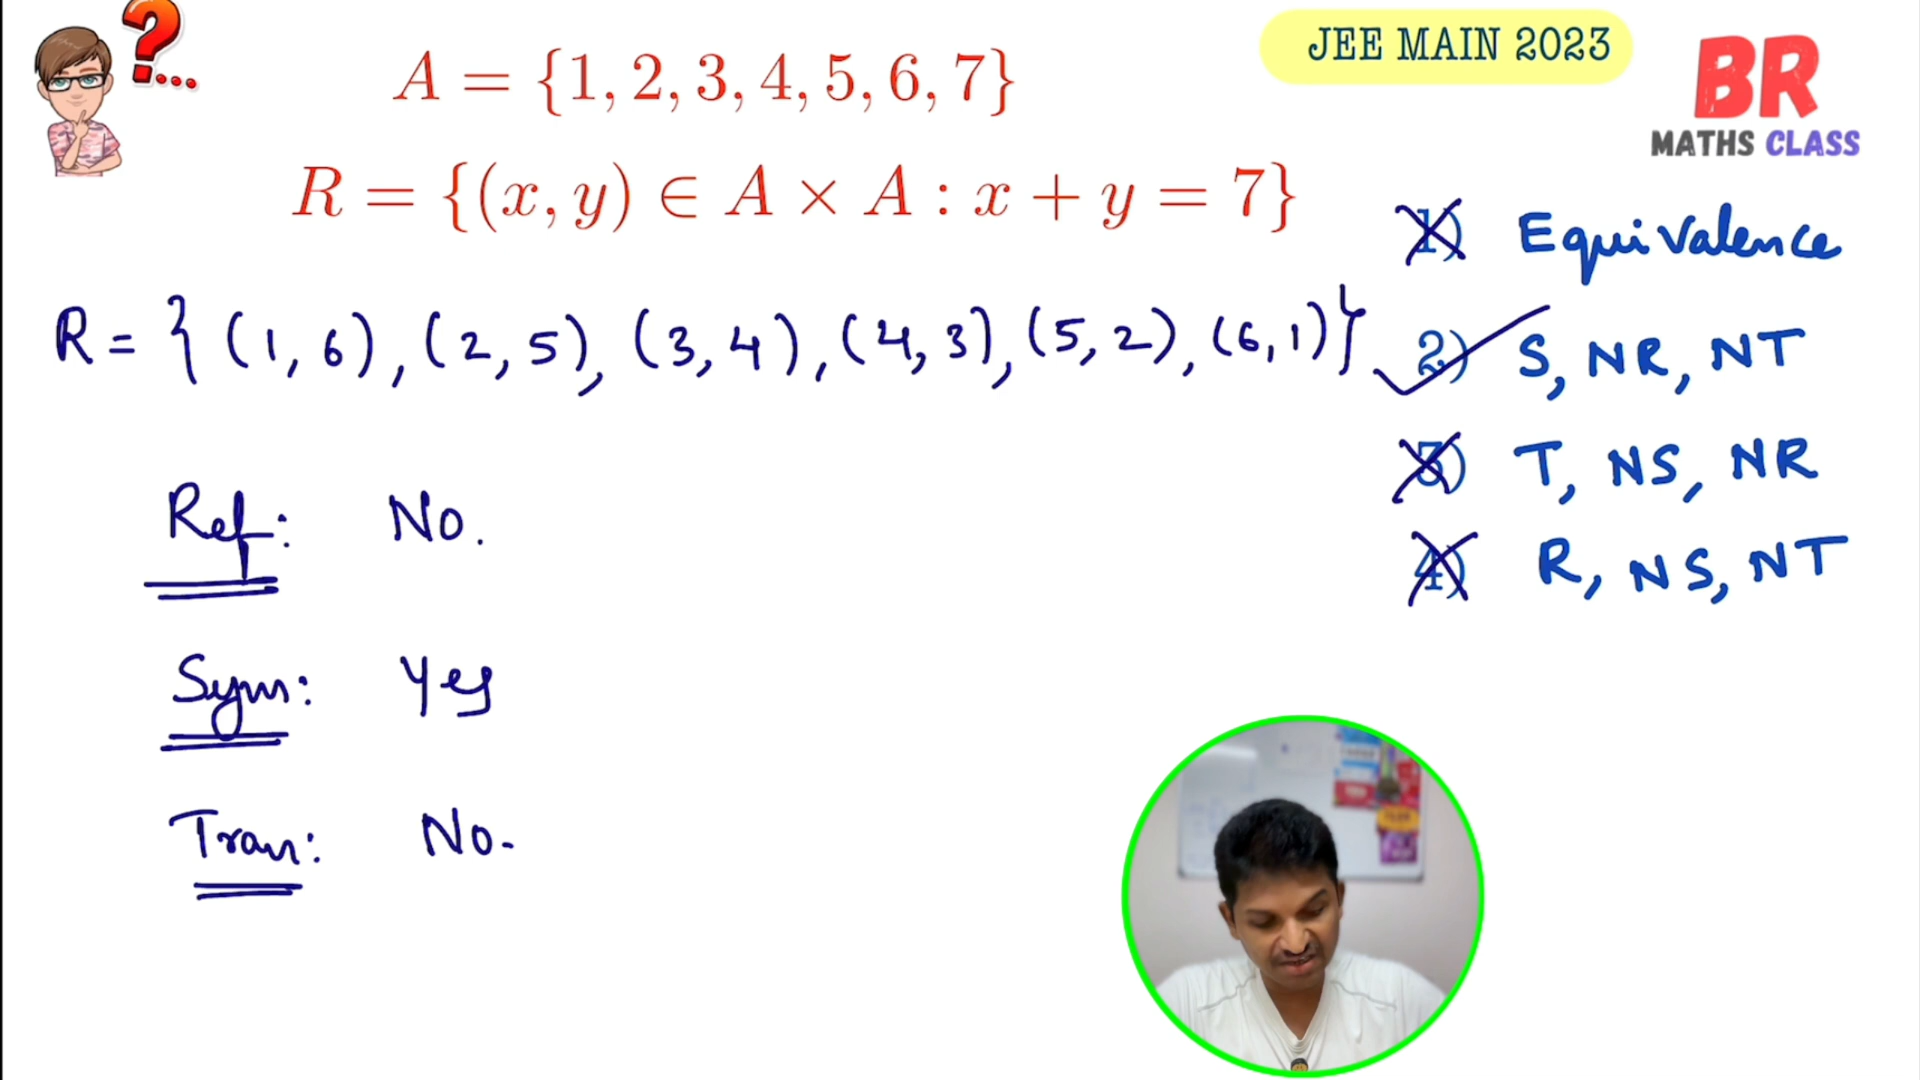 JEE MAIN 2023
BR
MATHS CLASS
?...
A = {1, 2, 3, 4, 5, 6, 7}
R = {(x, y) ∈ A × A : x + y = 7}
R = { (1, 6), (2, 5), (3, 4), (4, 3), (5, 2), (6, 1) }
1) Equivalence
2) S, NR, NT
3) T, NS, NR
4) R, NS, NT
Ref: No.
Sym: Yes
Tran: No.